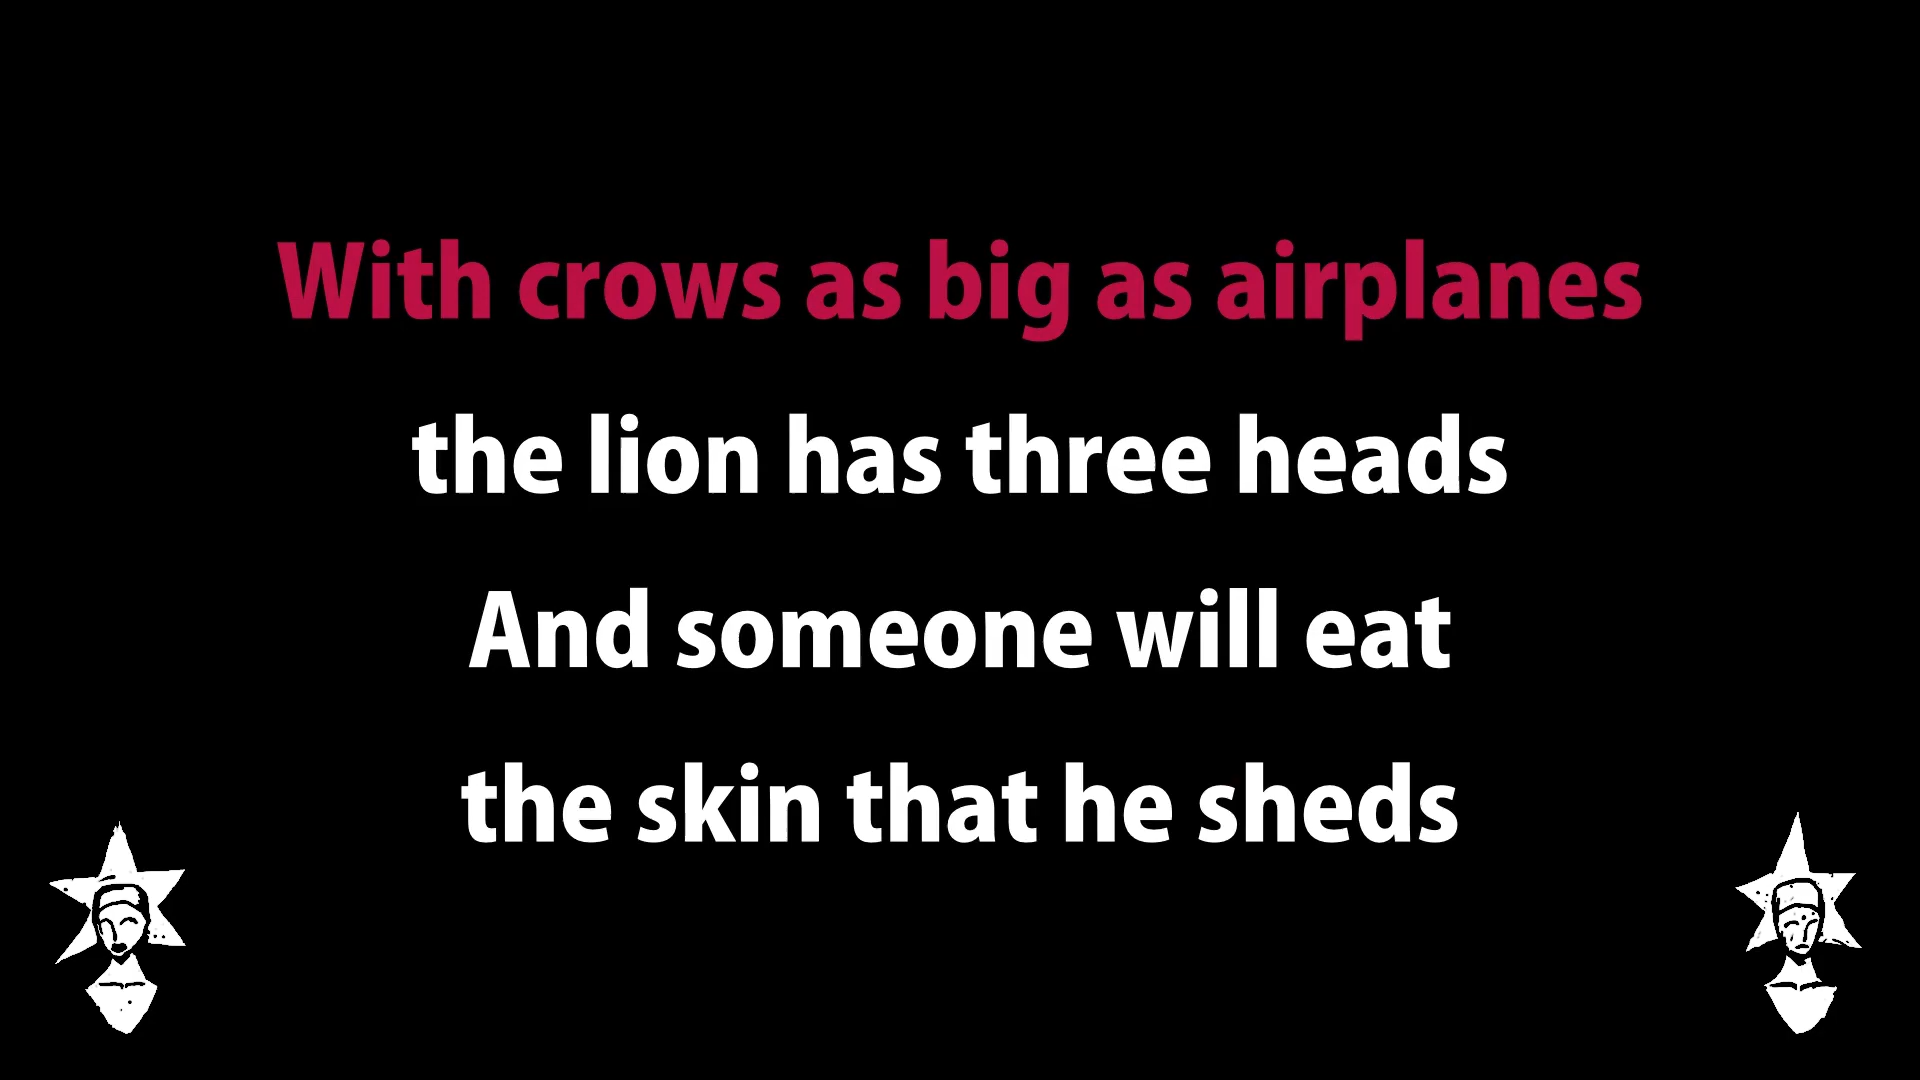 With crows as big as airplanes
the lion has three heads
And someone will eat
the skin that he sheds